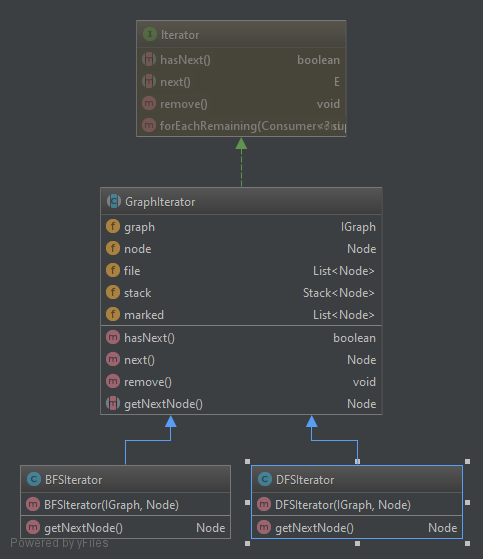 Iterator
hasNext() boolean
next() E
remove() void
forEachRemaining(Consumer<? sup
GraphIterator
graph IGraph
node Node
file List<Node>
stack Stack<Node>
marked List<Node>
hasNext() boolean
next() Node
remove() void
getNextNode() Node
BFSIterator
BFSIterator(IGraph, Node)
getNextNode() Node
DFSIterator
DFSIterator(IGraph, Node)
getNextNode() Node
Powered by yFiles